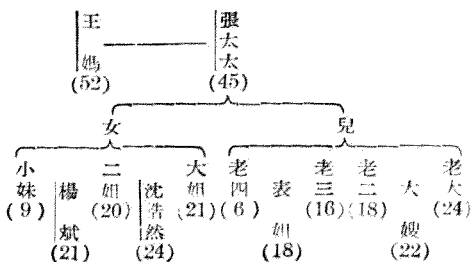 張太太
(45)
王媽
(52)
兒
女
老大
(24)
大嫂
(22)
老二
(18)
老三
(16)
表姐
(18)
老四
(6)
大姐
(21)
沈浩然
(24)
二姐
(20)
楊斌
(21)
小妹
(9)